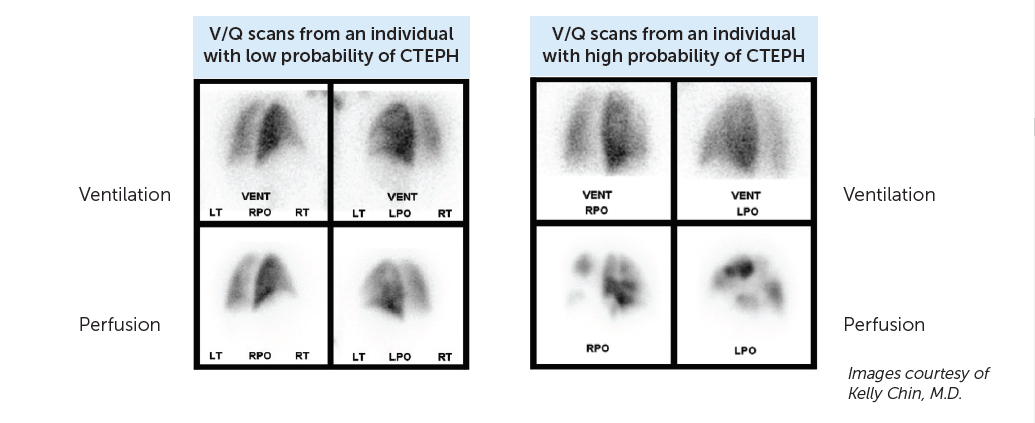 V/Q scans from an individual
with low probability of CTEPH
V/Q scans from an individual
with high probability of CTEPH
Ventilation
VENT
LT RPO RT
VENT
LT LPO RT
VENT
RPO
VENT
LPO
Ventilation
Perfusion
LT RPO RT
LT LPO RT
RPO
LPO
Perfusion
Images courtesy of
Kelly Chin, M.D.